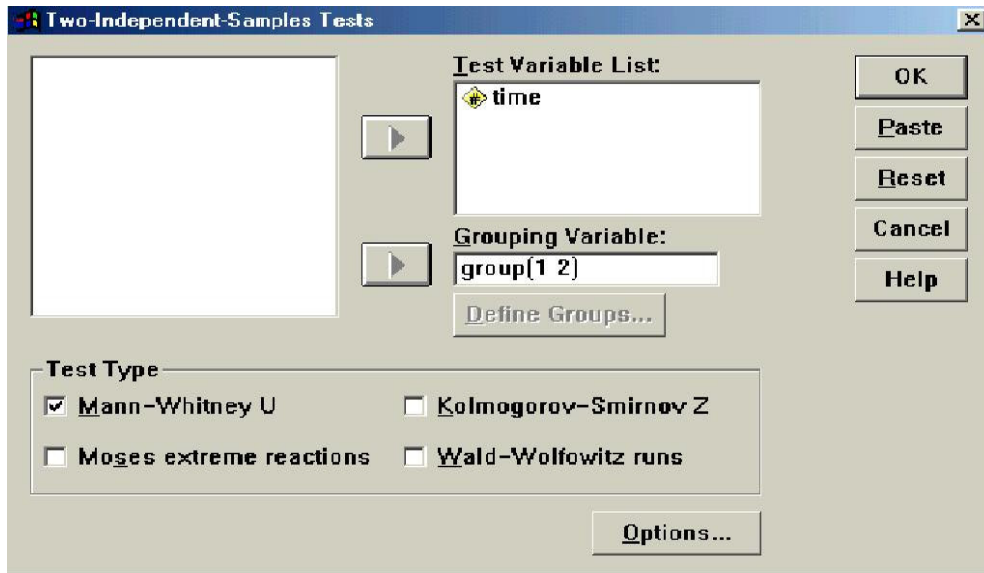 Two-Independent-Samples Tests
Test Variable List:
time
Grouping Variable:
group(1 2)
Define Groups...
OK
Paste
Reset
Cancel
Help
Test Type
Mann-Whitney U
Kolmogorov-Smirnov Z
Moses extreme reactions
Wald-Wolfowitz runs
Options...